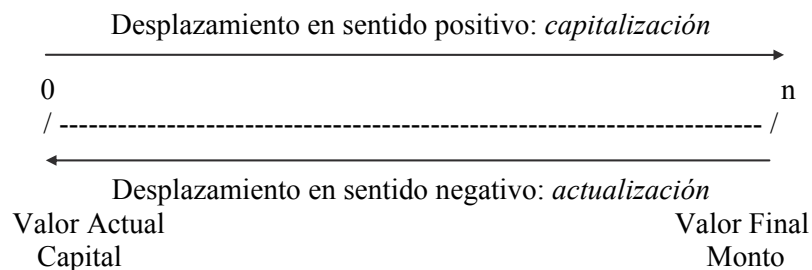 Desplazamiento en sentido positivo: capitalización
0 n
/ ------------------------------------------------------------------------ /
Desplazamiento en sentido negativo: actualización
Valor Actual Valor Final
Capital Monto